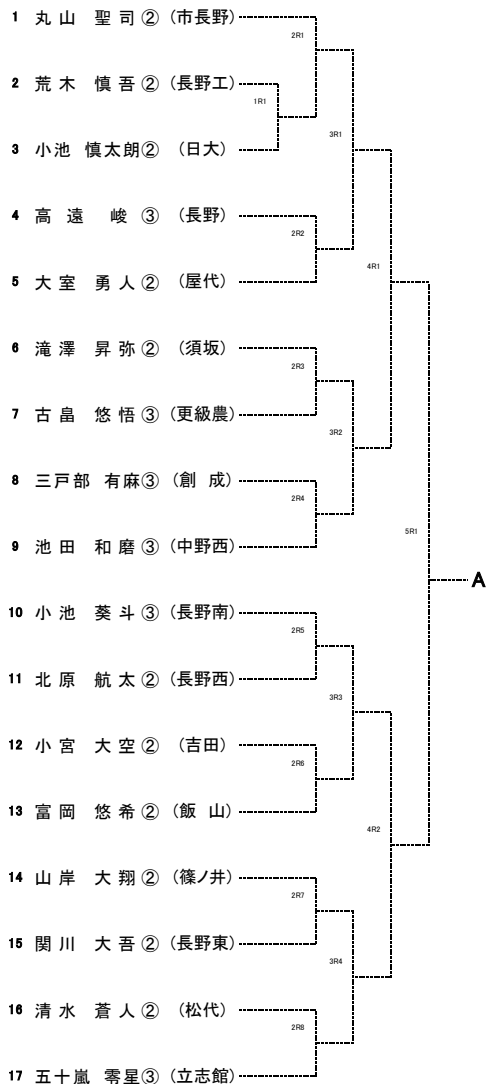 1 丸山 聖司② (市長野)
2R1
2 荒木 慎吾② (長野工)
1R1
3 小池 慎太朗② (日大)
3R1
4 高遠 峻③ (長野)
2R2
4R1
5 大室 勇人② (屋代)
6 滝澤 昇弥② (須坂)
2R3
7 古畠 悠悟③ (更級農)
3R2
8 三戸部 有麻③ (創成)
2R4
5R1
9 池田 和磨③ (中野西)
A
10 小池 葵斗③ (長野南)
2R5
11 北原 航太② (長野西)
3R3
12 小宮 大空② (吉田)
2R6
13 富岡 悠希② (飯山)
4R2
14 山岸 大翔② (篠ノ井)
2R7
15 関川 大吾② (長野東)
3R4
16 清水 蒼人② (松代)
2R8
17 五十嵐 零星③ (立志館)